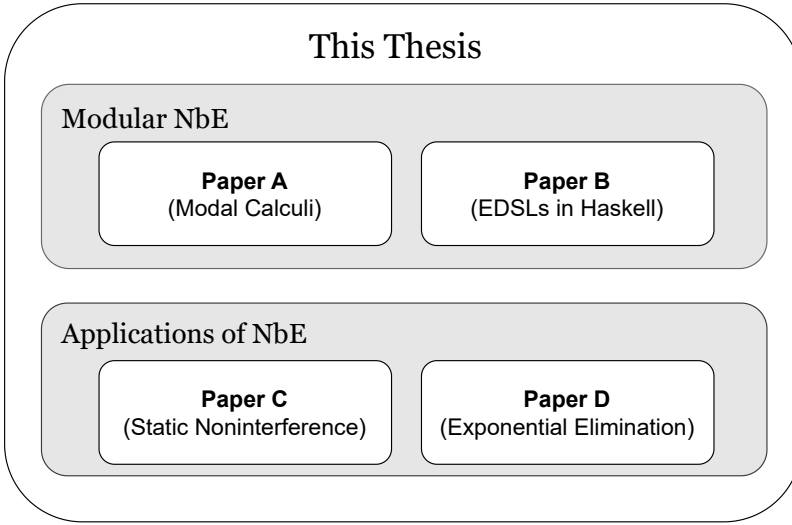 This Thesis
Modular NbE
Paper A
(Modal Calculi)
Paper B
(EDSLs in Haskell)
Applications of NbE
Paper C
(Static Noninterference)
Paper D
(Exponential Elimination)